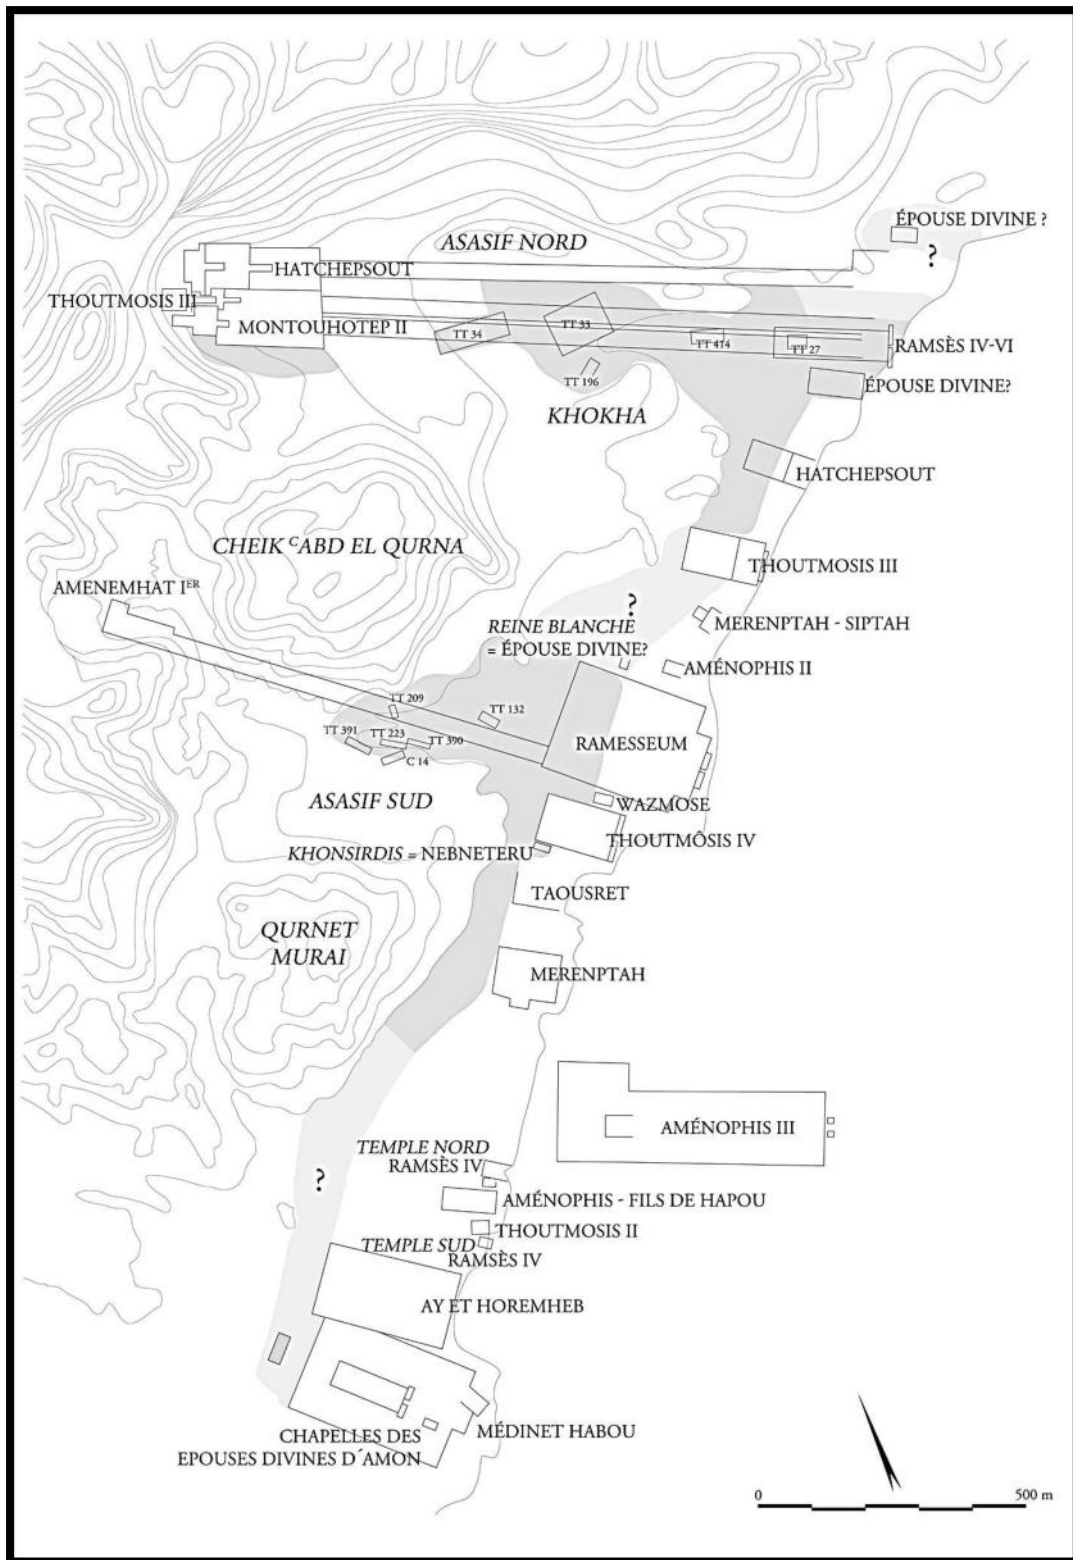 ÉPOUSE DIVINE ?
?
ASASIF NORD
HATCHEPSOUT
THOUTMOSIS III
MONTOUHOTEP II
TT 34
TT 33
TT 414
TT 27
RAMSÈS IV-VI
TT 196
ÉPOUSE DIVINE?
KHOKHA
HATCHEPSOUT
CHEIK ᶜABD EL QURNA
THOUTMOSIS III
AMENEMHAT Iᴱᴿ
?
MERENPTAH - SIPTAH
REINE BLANCHE
= ÉPOUSE DIVINE?
AMÉNOPHIS II
TT 209
TT 132
TT 391
TT 223
TT 390
C 14
RAMESSEUM
ASASIF SUD
WAZMOSE
THOUTMÔSIS IV
KHONSIRDIS = NEBNETERU
TAOUSRET
QURNET
MURAI
MERENPTAH
AMÉNOPHIS III
TEMPLE NORD
RAMSÈS IV
?
AMÉNOPHIS - FILS DE HAPOU
THOUTMOSIS II
TEMPLE SUD
RAMSÈS IV
AY ET HOREMHEB
CHAPELLES DES
EPOUSES DIVINES D´AMON
MÉDINET HABOU
0
500 m